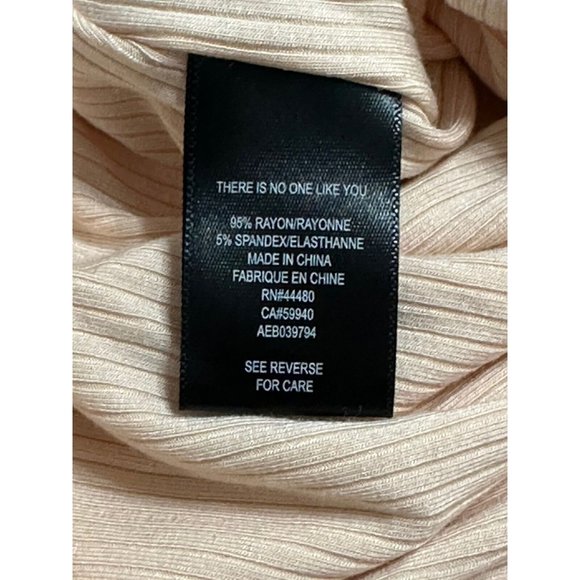 THERE IS NO ONE LIKE YOU
95% RAYON/RAYONNE
5% SPANDEX/ELASTHANNE
MADE IN CHINA
FABRIQUE EN CHINE
RN#44480
CA#59940
AEB039794
SEE REVERSE
FOR CARE